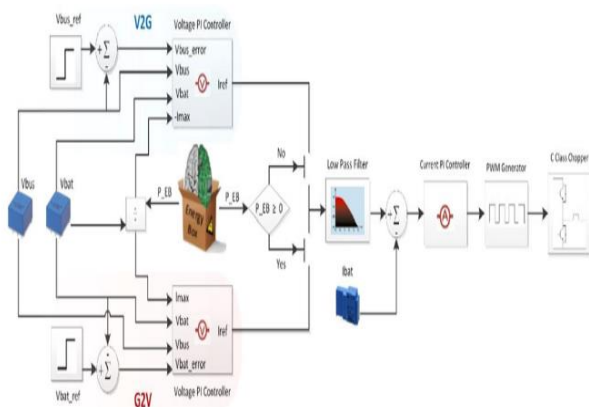 Vbus_ref
V2G
Voltage PI Controller
Vbus_error
Vbus
Vbat
-Imax
Iref
Vbus
Vbat
P_EB
P_EB
Energy
Box
No
P_EB ≥ 0
Yes
Low Pass Filter
Current PI Controller
PWM Generator
C Class Chopper
Ibat
Imax
Vbat
Vbus
Vbat_error
Iref
Vbat_ref
G2V
Voltage PI Controller